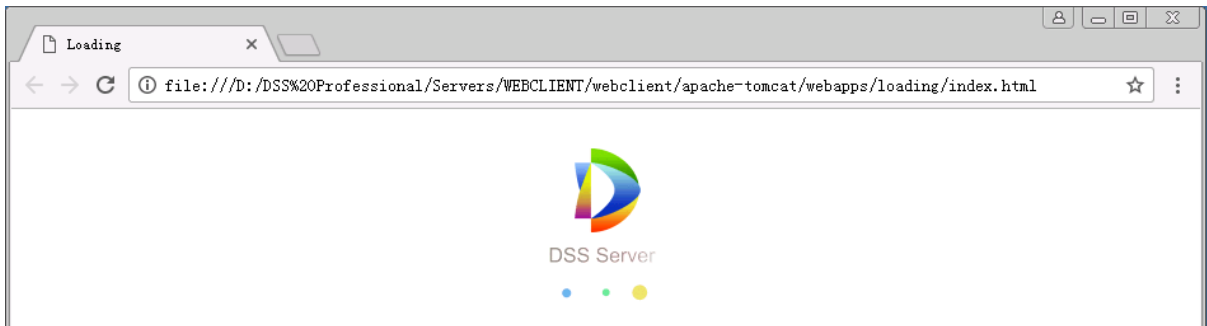 Loading
file:///D:/DSS%20Professional/Servers/WEBCLIENT/webclient/apache-tomcat/webapps/loading/index.html
DSS Server